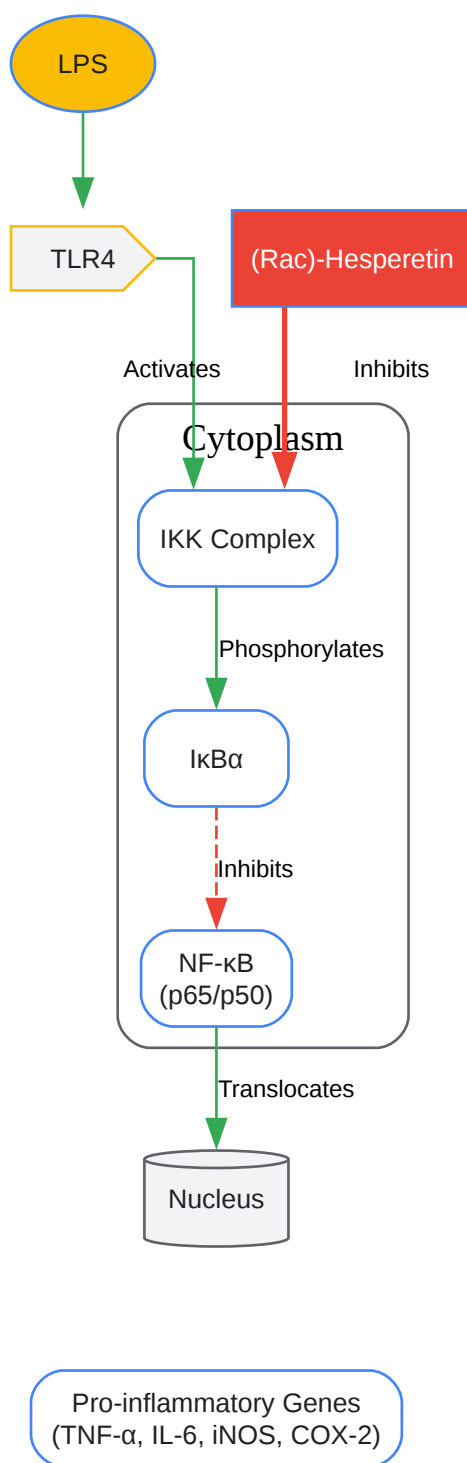 LPS
TLR4
(Rac)-Hesperetin
Activates
Inhibits
Cytoplasm
IKK Complex
Phosphorylates
IκBα
Inhibits
NF-κB
(p65/p50)
Translocates
Nucleus
Pro-inflammatory Genes
(TNF-α, IL-6, iNOS, COX-2)